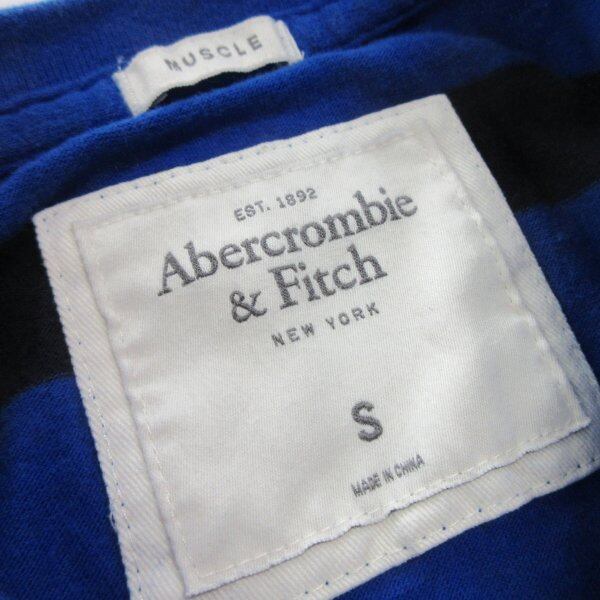 MUSCLE
EST. 1892
Abercrombie
& Fitch
NEW YORK
S
MADE IN CHINA